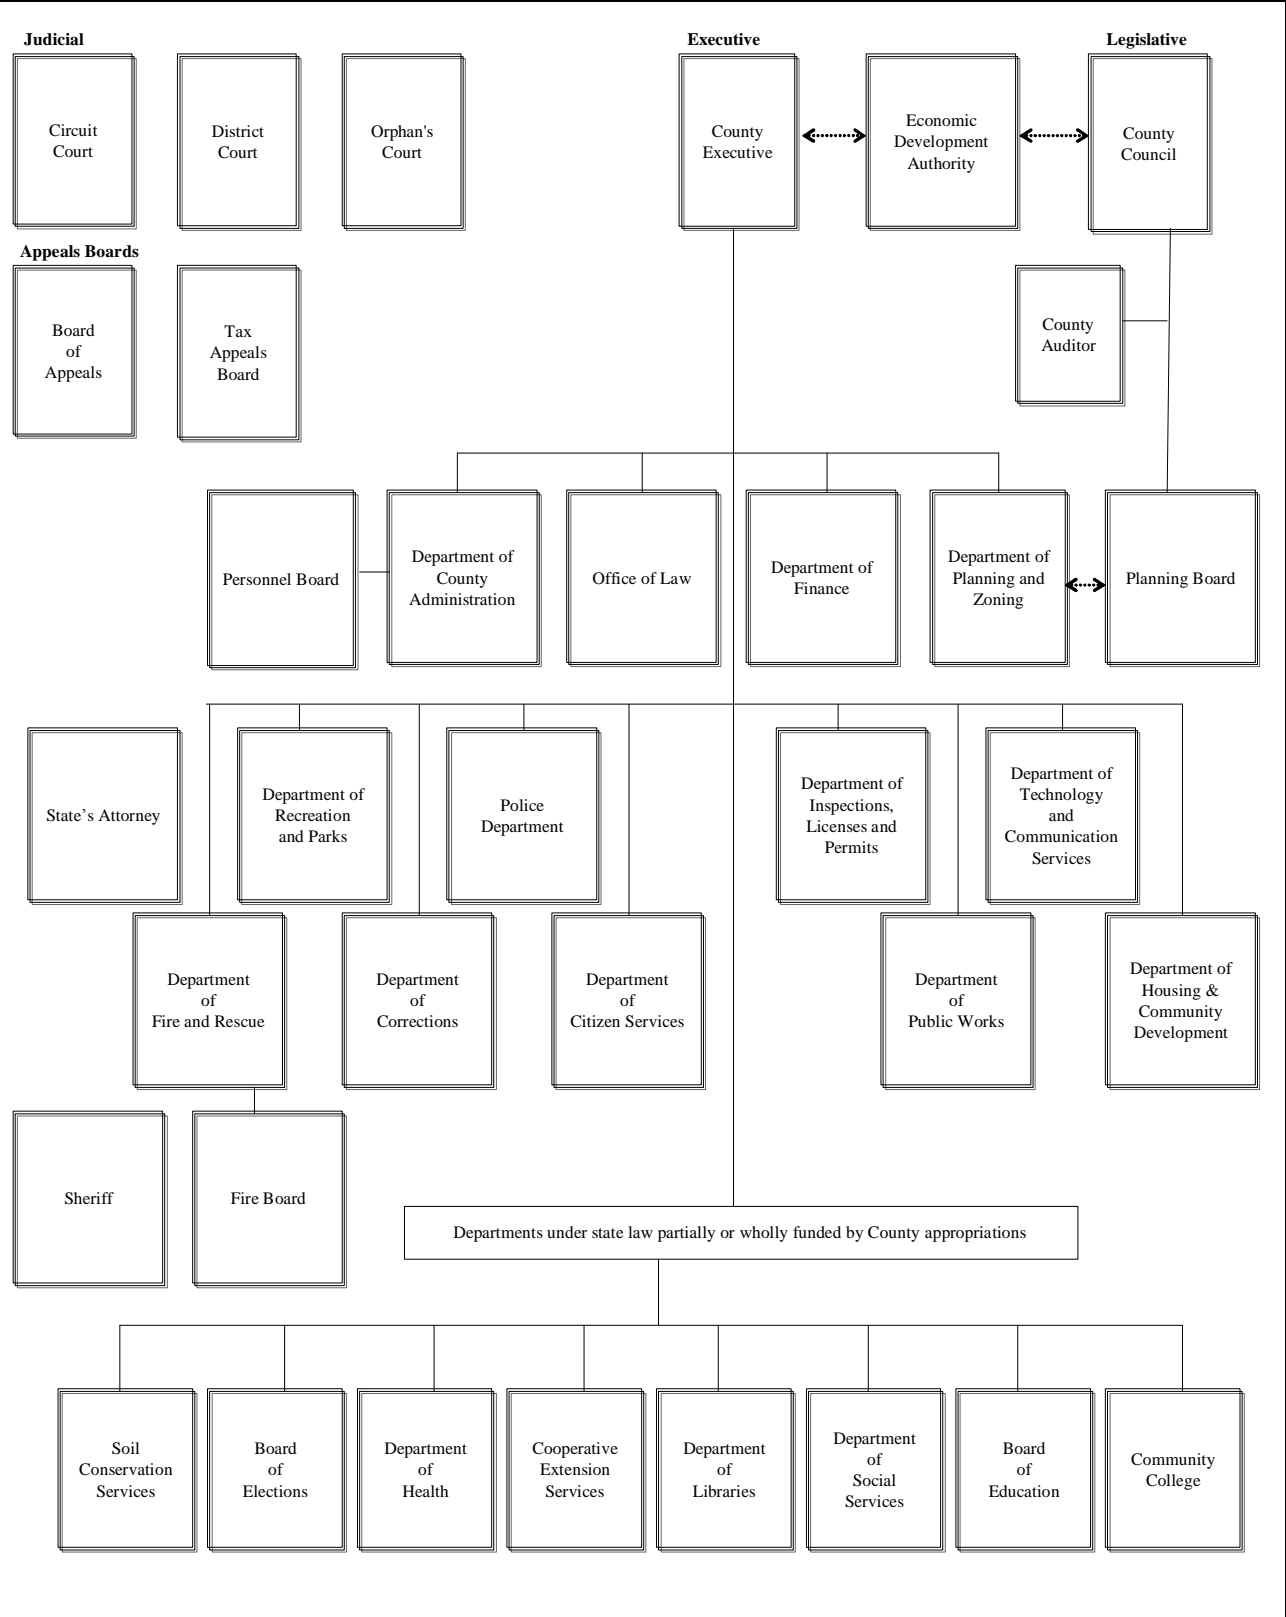 Judicial
Executive
Legislative
Circuit
Court
District
Court
Orphan's
Court
County
Executive
Economic
Development
Authority
County
Council
Appeals Boards
Board
of
Appeals
Tax
Appeals
Board
County
Auditor
Personnel Board
Department of
County
Administration
Office of Law
Department of
Finance
Department of
Planning and
Zoning
Planning Board
State’s Attorney
Department of
Recreation
and Parks
Police
Department
Department of
Inspections,
Licenses and
Permits
Department of
Technology
and
Communication
Services
Department
of
Fire and Rescue
Department
of
Corrections
Department
of
Citizen Services
Department
of
Public Works
Department of
Housing &
Community
Development
Sheriff
Fire Board
Departments under state law partially or wholly funded by County appropriations
Soil
Conservation
Services
Board
of
Elections
Department
of
Health
Cooperative
Extension
Services
Department
of
Libraries
Department
of
Social
Services
Board
of
Education
Community
College